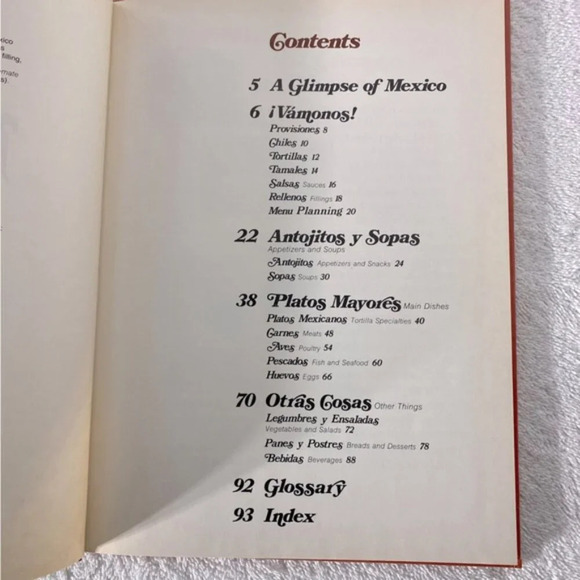 xico
s
filling,
rnate
s).
Contents
5 A Glimpse of Mexico
6 ¡Vámonos!
Provisiones 8
Chiles 10
Tortillas 12
Tamales 14
Salsas Sauces 16
Rellenos Fillings 18
Menu Planning 20
22 Antojitos y Sopas
Appetizers and Soups
Antojitos Appetizers and Snacks 24
Sopas Soups 30
38 Platos Mayores Main Dishes
Platos Mexicanos Tortilla Specialties 40
Carnes Meats 48
Aves Poultry 54
Pescados Fish and Seafood 60
Huevos Eggs 66
70 Otras Cosas Other Things
Legumbres y Ensaladas
Vegetables and Salads 72
Panes y Postres Breads and Desserts 78
Bebidas Beverages 88
92 Glossary
93 Index